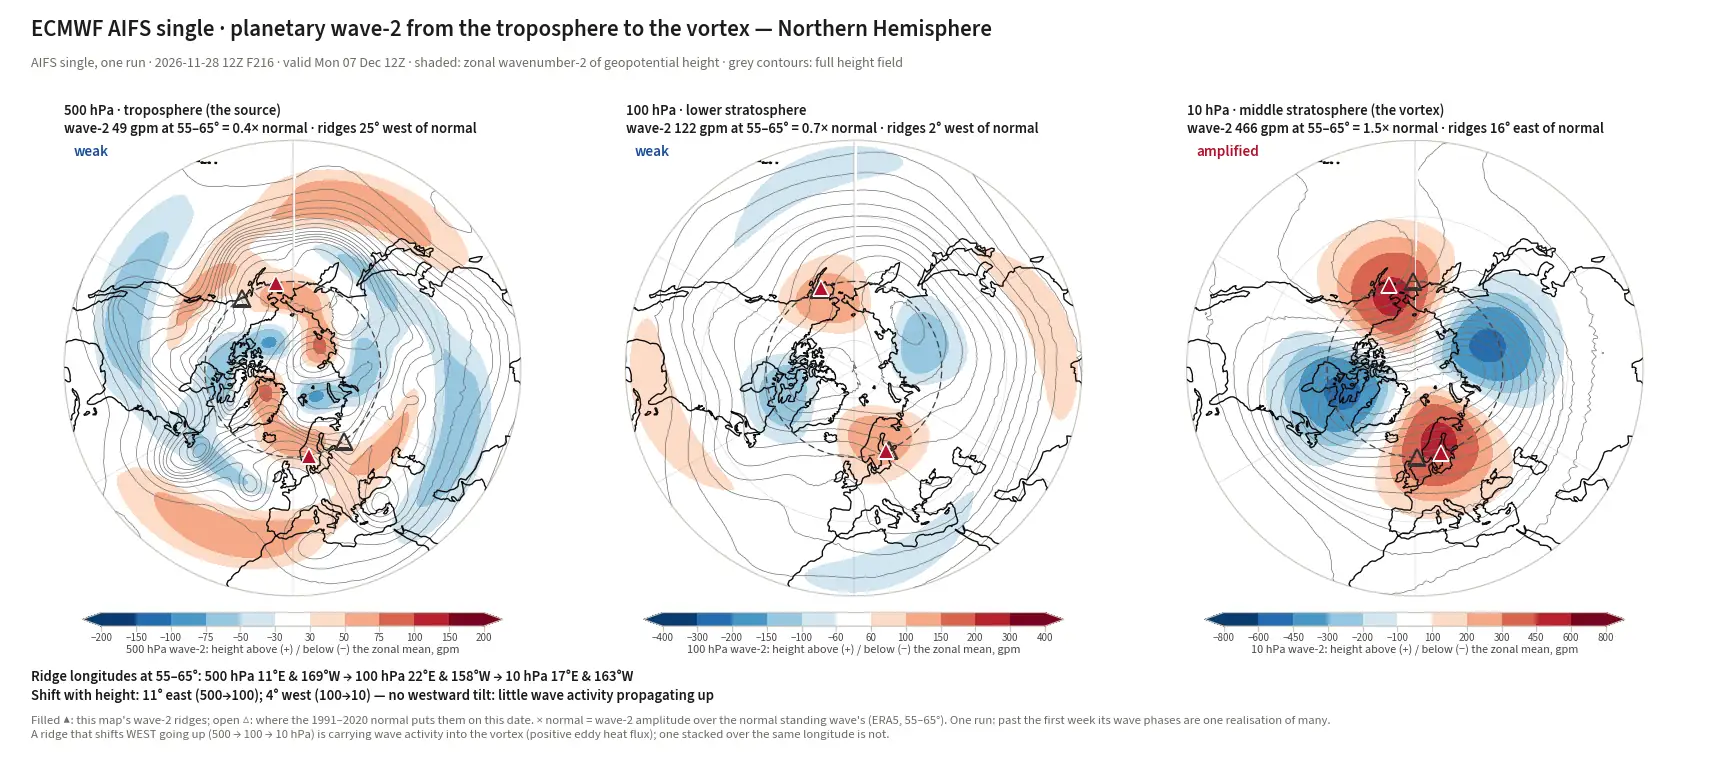 ECMWF AIFS single · planetary wave-2 from the troposphere to the vortex — Northern Hemisphere
AIFS single, one run · 2026-11-28 12Z F216 · valid Mon 07 Dec 12Z · shaded: zonal wavenumber-2 of geopotential height · grey contours: full height field
500 hPa · troposphere (the source)
wave-2 49 gpm at 55–65° = 0.4× normal · ridges 25° west of normal
weak
100 hPa · lower stratosphere
wave-2 122 gpm at 55–65° = 0.7× normal · ridges 2° west of normal
weak
10 hPa · middle stratosphere (the vortex)
wave-2 466 gpm at 55–65° = 1.5× normal · ridges 16° east of normal
amplified
−200 −150 −100 −75 −50 −30 30 50 75 100 150 200
500 hPa wave-2: height above (+) / below (−) the zonal mean, gpm
−400 −300 −200 −150 −100 −60 60 100 150 200 300 400
100 hPa wave-2: height above (+) / below (−) the zonal mean, gpm
−800 −600 −450 −300 −200 −100 100 200 300 450 600 800
10 hPa wave-2: height above (+) / below (−) the zonal mean, gpm
Ridge longitudes at 55–65°: 500 hPa 11°E & 169°W → 100 hPa 22°E & 158°W → 10 hPa 17°E & 163°W
Shift with height: 11° east (500→100); 4° west (100→10) — no westward tilt: little wave activity propagating up
Filled ▲: this map's wave-2 ridges; open △: where the 1991–2020 normal puts them on this date. × normal = wave-2 amplitude over the normal standing wave's (ERA5, 55–65°). One run: past the first week its wave phases are one realisation of many.
A ridge that shifts WEST going up (500 → 100 → 10 hPa) is carrying wave activity into the vortex (positive eddy heat flux); one stacked over the same longitude is not.